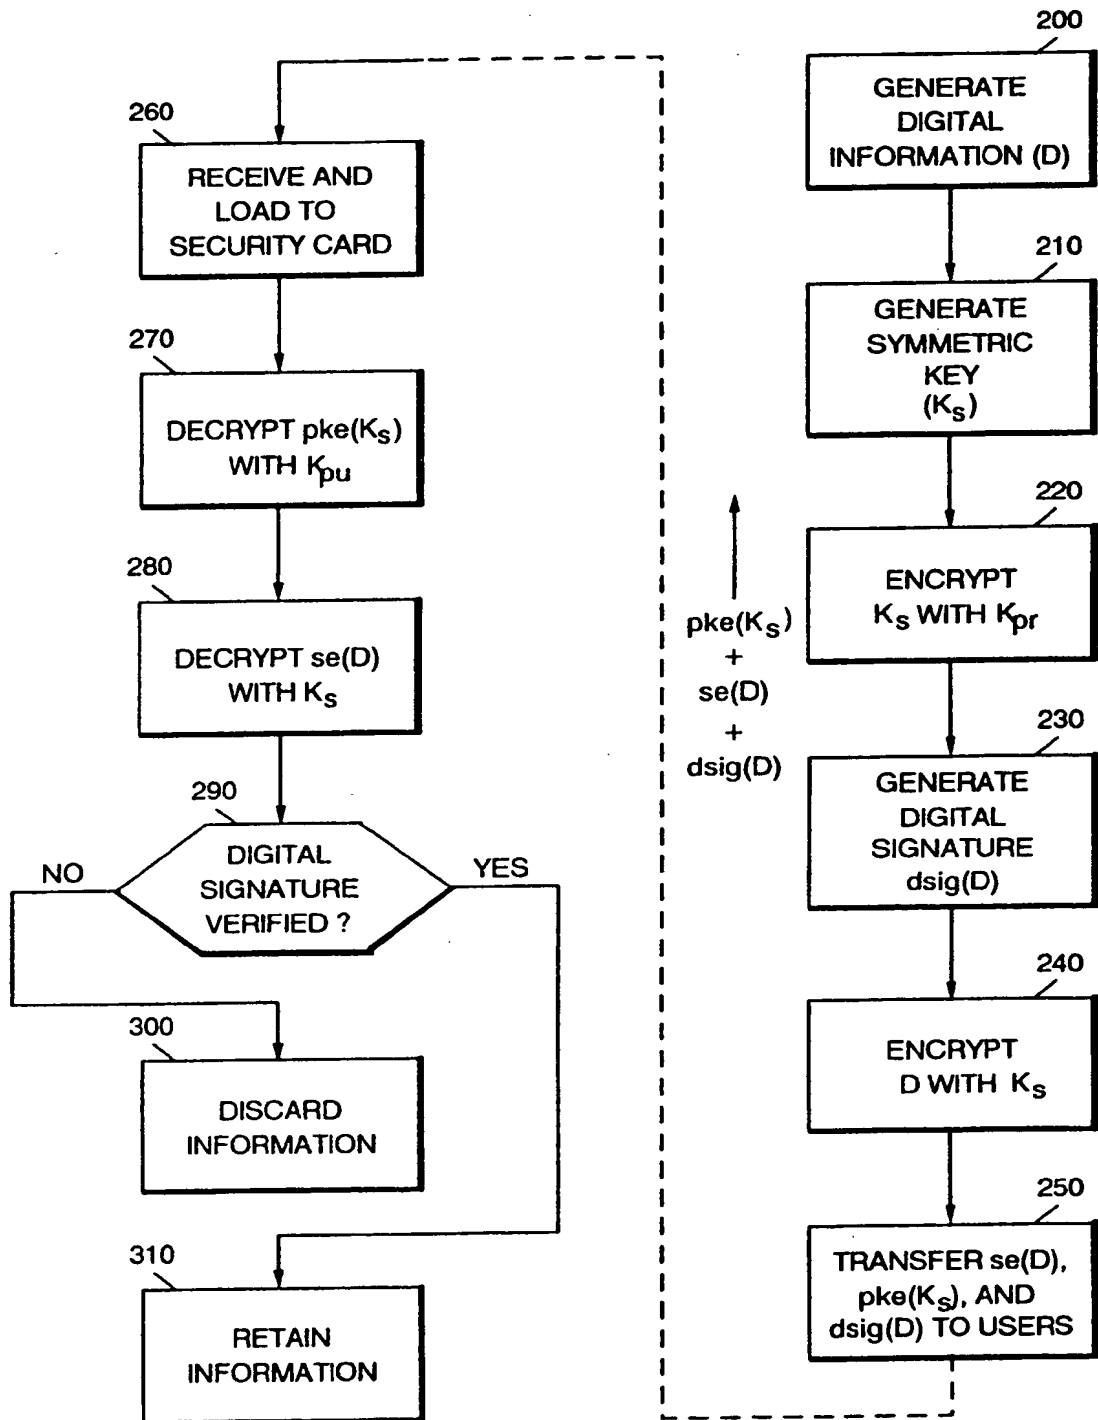 200
GENERATE
DIGITAL
INFORMATION (D)
210
GENERATE
SYMMETRIC
KEY
(Ks)
220
ENCRYPT
Ks WITH Kpr
230
GENERATE
DIGITAL
SIGNATURE
dsig(D)
240
ENCRYPT
D WITH Ks
250
TRANSFER se(D),
pke(Ks), AND
dsig(D) TO USERS
pke(Ks)
+
se(D)
+
dsig(D)
260
RECEIVE AND
LOAD TO
SECURITY CARD
270
DECRYPT pke(Ks)
WITH Kpu
280
DECRYPT se(D)
WITH Ks
290
DIGITAL
SIGNATURE
VERIFIED ?
NO
YES
300
DISCARD
INFORMATION
310
RETAIN
INFORMATION